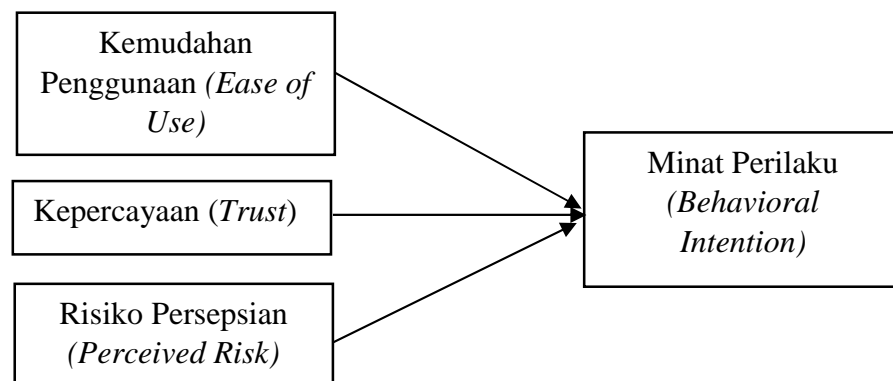 Kemudahan
Penggunaan (Ease of
Use)
Kepercayaan (Trust)
Risiko Persepsian
(Perceived Risk)
Minat Perilaku
(Behavioral
Intention)